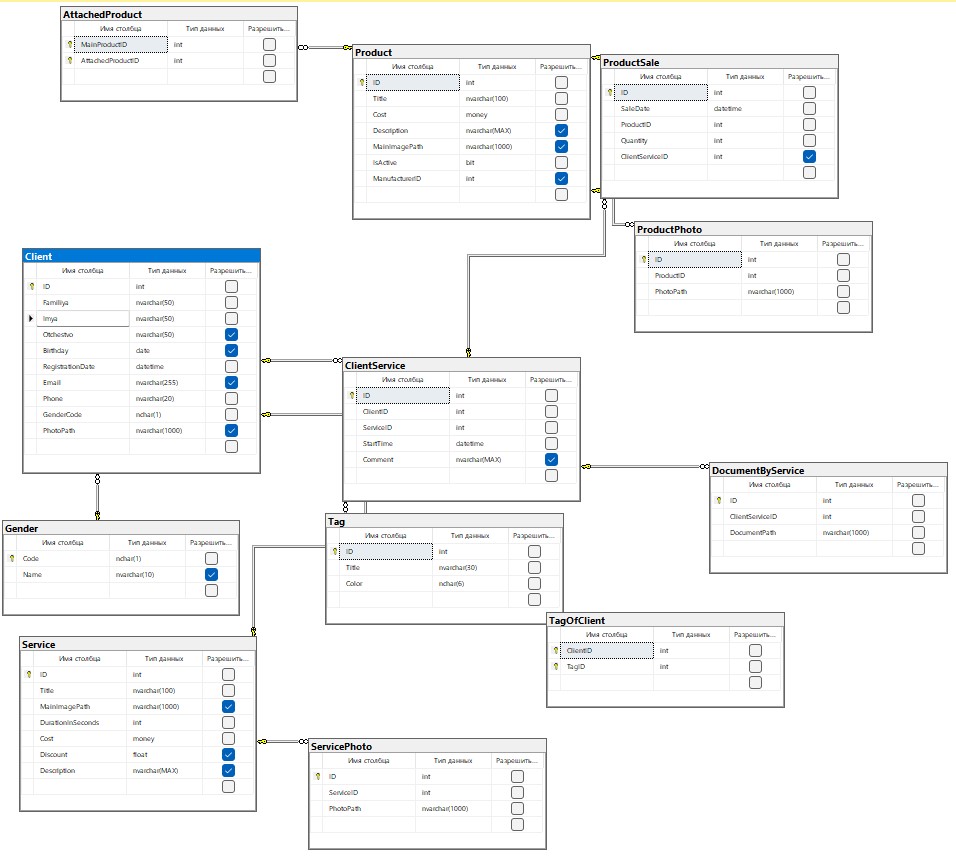 AttachedProduct
Имя столбца Тип данных Разрешить...
MainProductID int
AttachedProductID int
Product
Имя столбца Тип данных Разрешить...
ID int
Title nvarchar(100)
Cost money
Description nvarchar(MAX)
MainImagePath nvarchar(1000)
IsActive bit
ManufacturerID int
ProductSale
Имя столбца Тип данных Разрешить...
ID int
SaleDate datetime
ProductID int
Quantity int
ClientServiceID int
ProductPhoto
Имя столбца Тип данных Разрешить...
ID int
ProductID int
PhotoPath nvarchar(1000)
Client
Имя столбца Тип данных Разрешить...
ID int
Familiya nvarchar(50)
Imya nvarchar(50)
Otchestvo nvarchar(50)
Birthday date
RegistrationDate datetime
Email nvarchar(255)
Phone nvarchar(20)
GenderCode nchar(1)
PhotoPath nvarchar(1000)
ClientService
Имя столбца Тип данных Разрешить...
ID int
ClientID int
ServiceID int
StartTime datetime
Comment nvarchar(MAX)
DocumentByService
Имя столбца Тип данных Разрешить...
ID int
ClientServiceID int
DocumentPath nvarchar(1000)
Gender
Имя столбца Тип данных Разрешить...
Code nchar(1)
Name nvarchar(10)
Tag
Имя столбца Тип данных Разрешить...
ID int
Title nvarchar(30)
Color nchar(6)
TagOfClient
Имя столбца Тип данных Разрешить...
ClientID int
TagID int
Service
Имя столбца Тип данных Разрешить...
ID int
Title nvarchar(100)
MainImagePath nvarchar(1000)
DurationInSeconds int
Cost money
Discount float
Description nvarchar(MAX)
ServicePhoto
Имя столбца Тип данных Разрешить...
ID int
ServiceID int
PhotoPath nvarchar(1000)